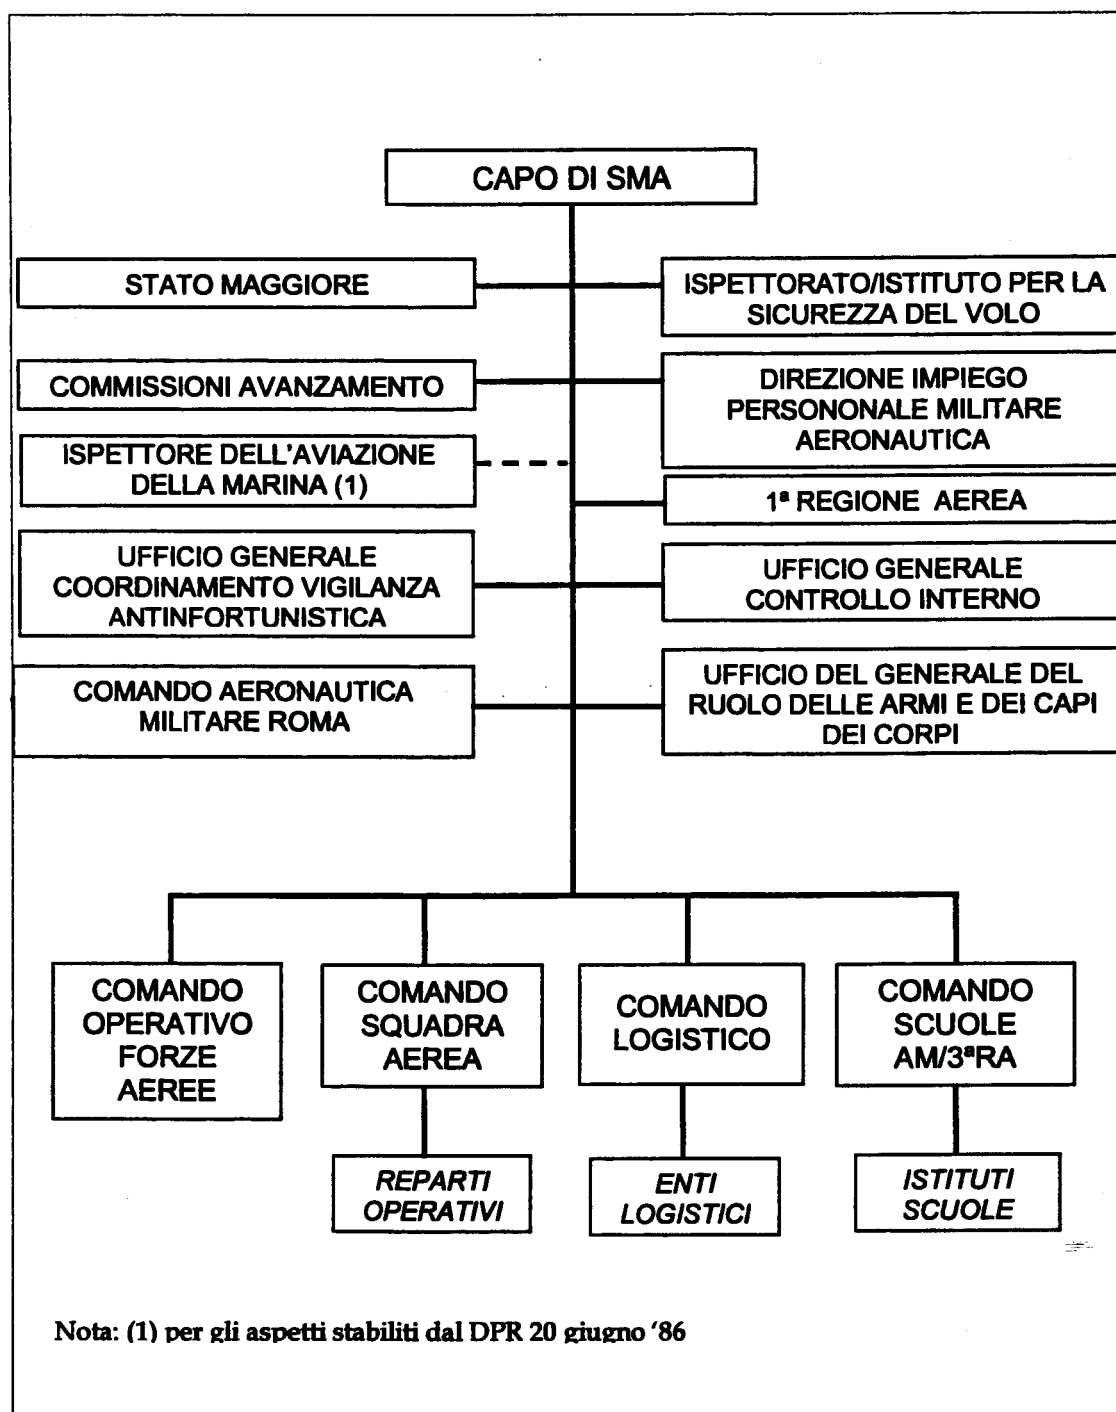 CAPO DI SMA
STATO MAGGIORE
ISPETTORATO/ISTITUTO PER LA
SICUREZZA DEL VOLO
COMMISSIONI AVANZAMENTO
DIREZIONE IMPIEGO
PERSONONALE MILITARE
AERONAUTICA
ISPETTORE DELL'AVIAZIONE
DELLA MARINA (1)
1ª REGIONE AEREA
UFFICIO GENERALE
COORDINAMENTO VIGILANZA
ANTINFORTUNISTICA
UFFICIO GENERALE
CONTROLLO INTERNO
COMANDO AERONAUTICA
MILITARE ROMA
UFFICIO DEL GENERALE DEL
RUOLO DELLE ARMI E DEI CAPI
DEI CORPI
COMANDO
OPERATIVO
FORZE
AEREE
COMANDO
SQUADRA
AEREA
COMANDO
LOGISTICO
COMANDO
SCUOLE
AM/3ªRA
REPARTI
OPERATIVI
ENTI
LOGISTICI
ISTITUTI
SCUOLE
Nota: (1) per gli aspetti stabiliti dal DPR 20 giugno '86